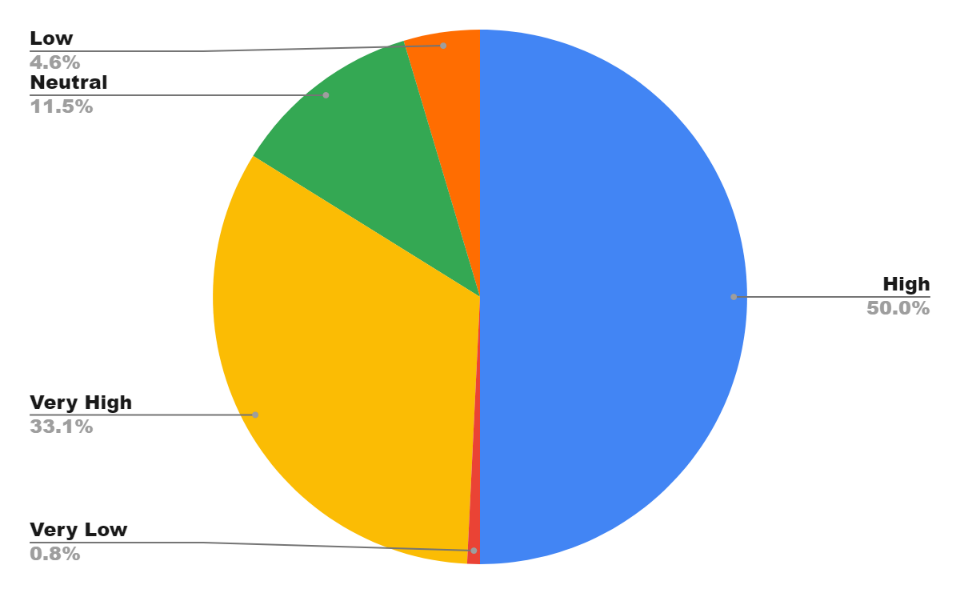 Low
4.6%
Neutral
11.5%
High
50.0%
Very High
33.1%
Very Low
0.8%